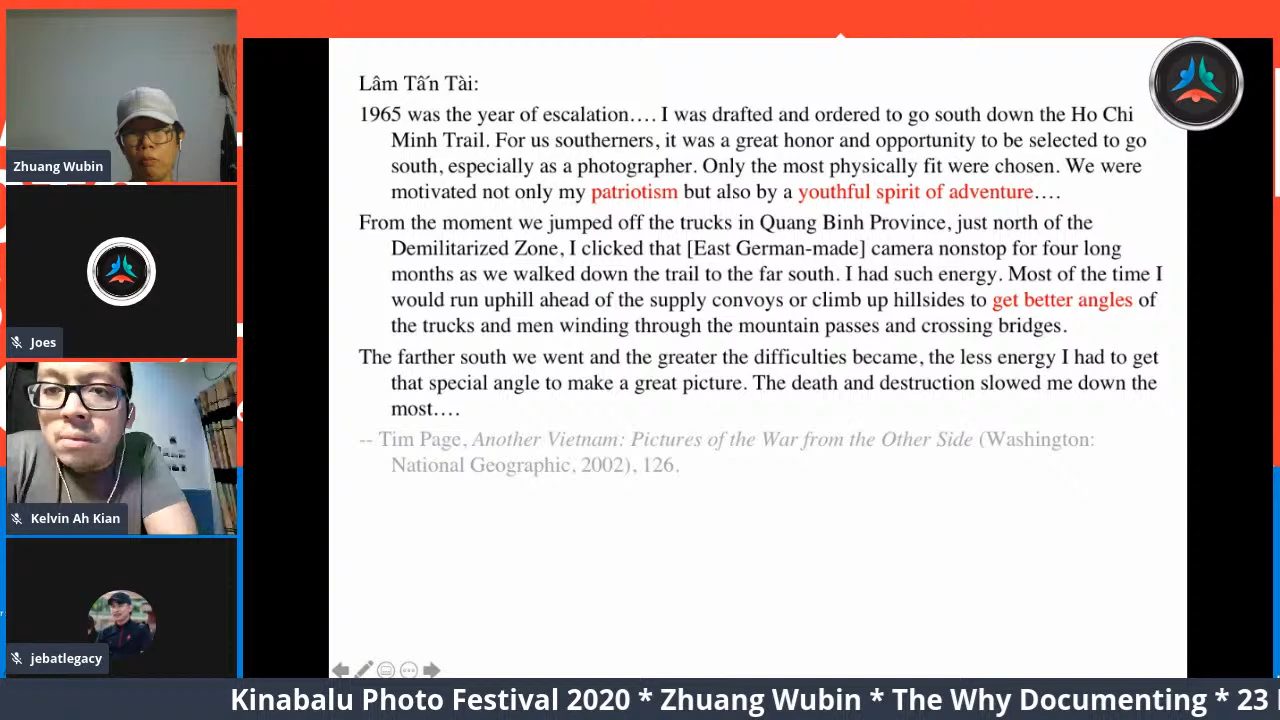 Zhuang Wubin
Joes
Kelvin Ah Kian
jebatlegacy
Lâm Tấn Tài:
1965 was the year of escalation…. I was drafted and ordered to go south down the Ho Chi
Minh Trail. For us southerners, it was a great honor and opportunity to be selected to go
south, especially as a photographer. Only the most physically fit were chosen. We were
motivated not only my patriotism but also by a youthful spirit of adventure….
From the moment we jumped off the trucks in Quang Binh Province, just north of the
Demilitarized Zone, I clicked that [East German-made] camera nonstop for four long
months as we walked down the trail to the far south. I had such energy. Most of the time I
would run uphill ahead of the supply convoys or climb up hillsides to get better angles of
the trucks and men winding through the mountain passes and crossing bridges.
The farther south we went and the greater the difficulties became, the less energy I had to get
that special angle to make a great picture. The death and destruction slowed me down the
most….
-- Tim Page, Another Vietnam: Pictures of the War from the Other Side (Washington:
National Geographic, 2002), 126.
Kinabalu Photo Festival 2020 * Zhuang Wubin * The Why Documenting * 23